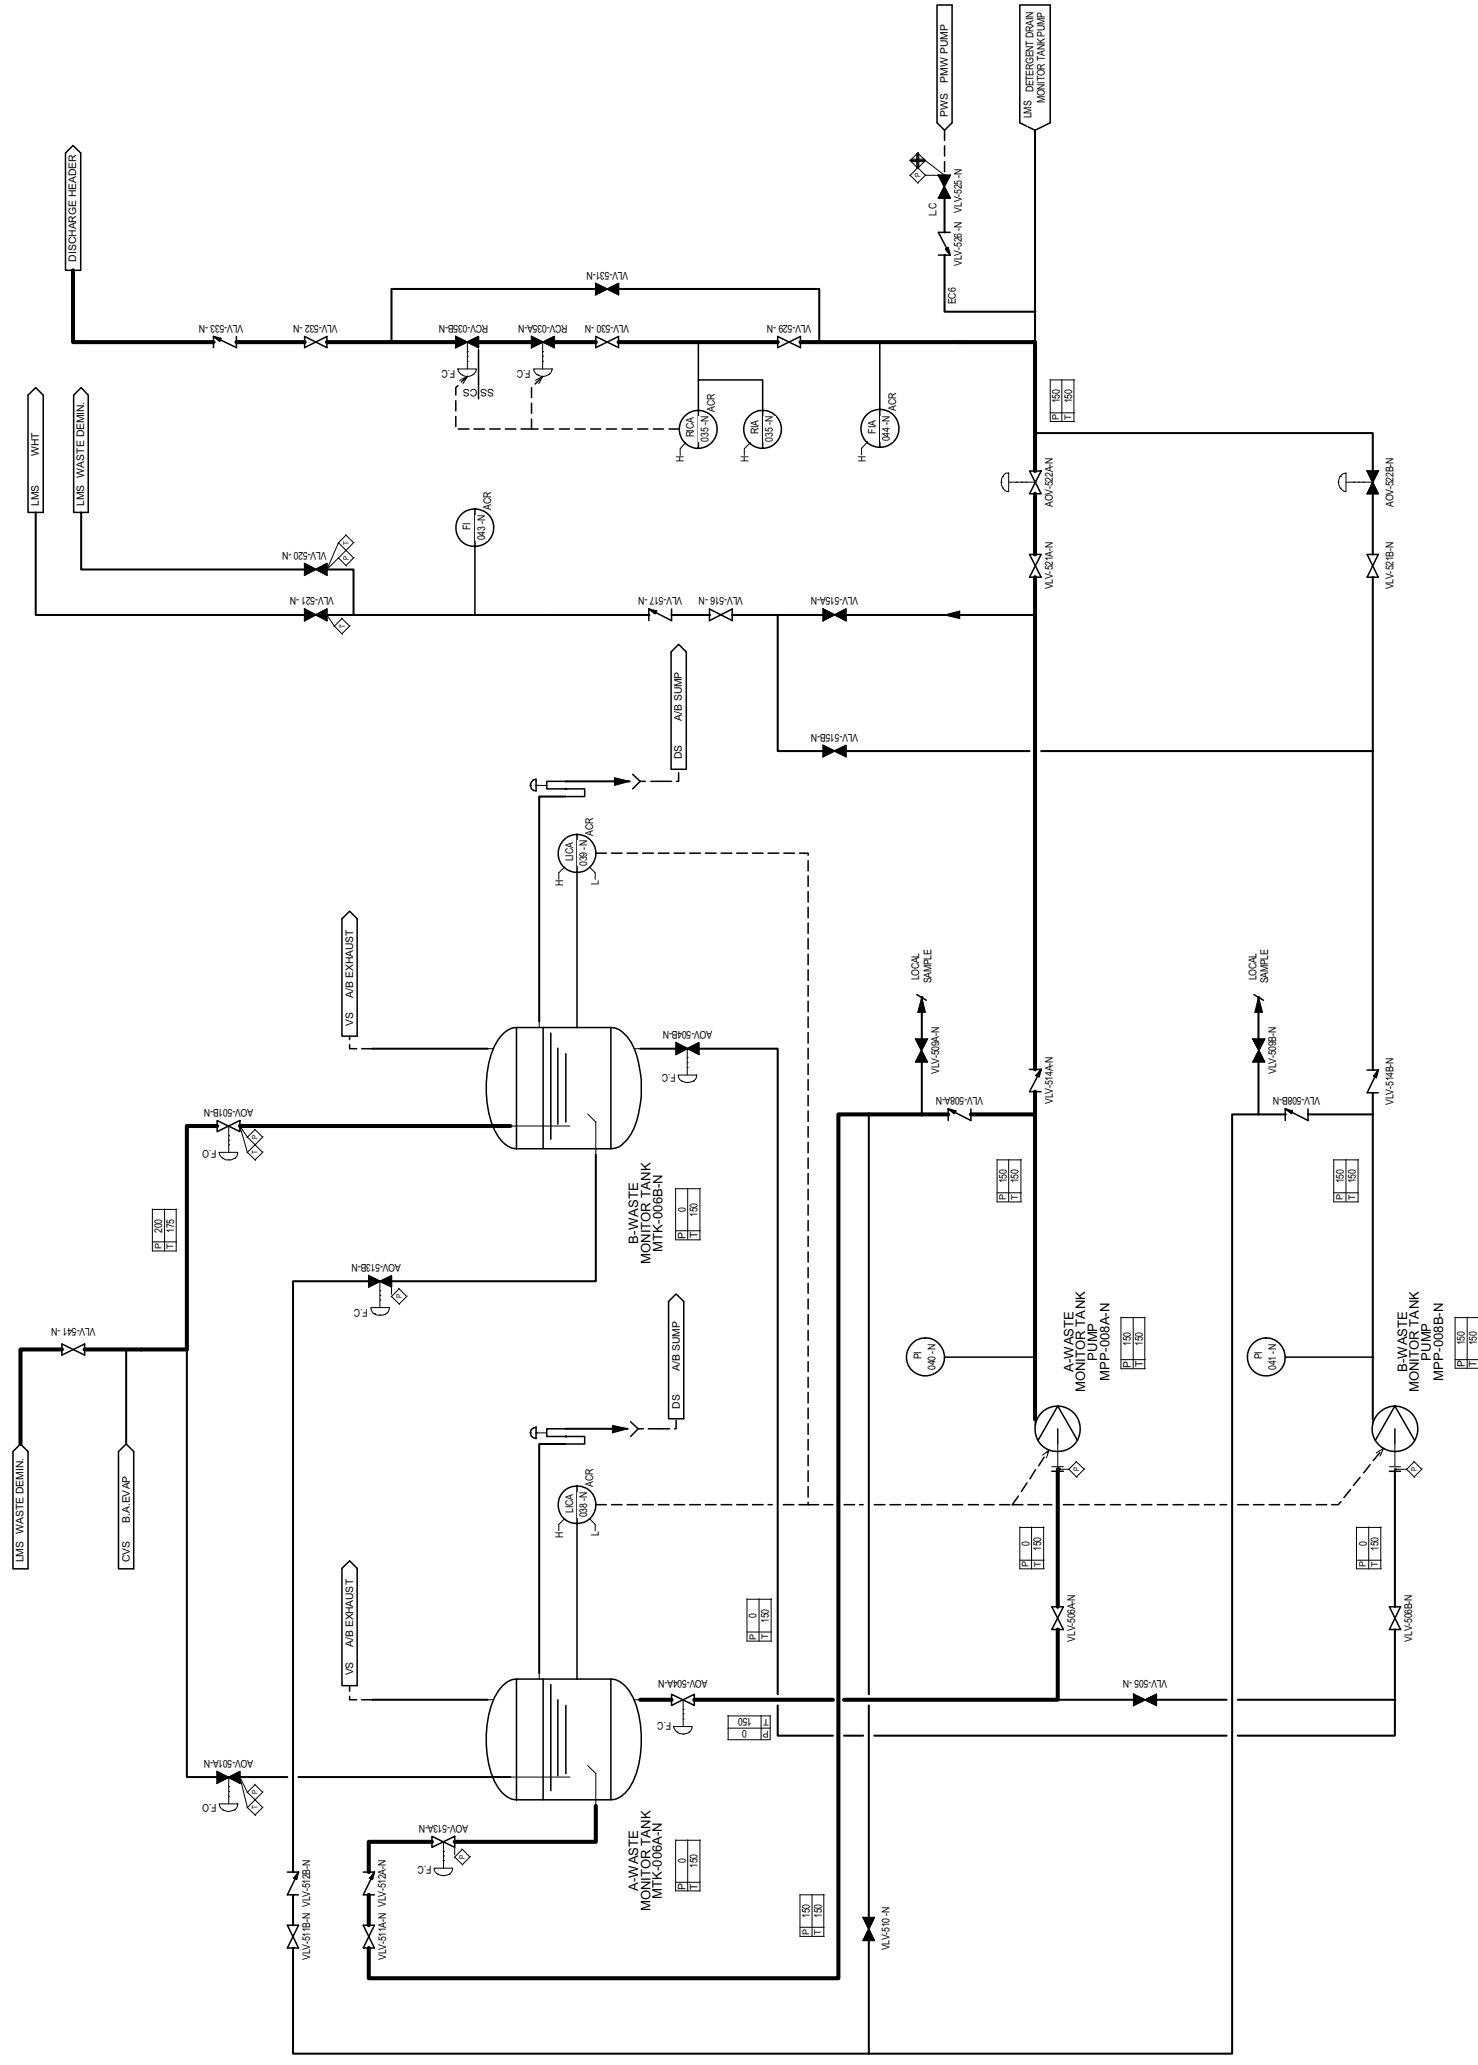 DISCHARGE HEADER
LMS WHT
LMS WASTE DEMIN.
PWS PMW PUMP
LMS DETERGENT DRAIN
MONITOR TANK PUMP
P
L.C
VLV-525 -N
VLV-526 -N
EC6
VLV-533 -N
VLV-532 -N
VLV-531-N
RCV-035B-N
RCV-035A-N
VLV-530 -N
VLV-529 -N
F.C
SS CS
F.C
RICA
035 -N
ACR
H
RIA
035 -N
H
FIA
044 -N
ACR
H
P 150
T 150
AOV-522A-N
AOV-522B-N
VLV-521A-N
VLV-521B-N
FI
043 -N
ACR
VLV-520 -N
P
T
VLV-521 -N
T
VLV-517 -N
VLV-516 -N
VLV-515A-N
VLV-515B-N
DS A/B SUMP
LICA
039 -N
ACR
H
L
VS A/B EXHAUST
LOCAL
SAMPLE
VLV-509A-N
LOCAL
SAMPLE
VLV-509B-N
AOV-504B-N
F.C
VLV-508A-N
VLV-514A-N
VLV-508B-N
VLV-514B-N
AOV-501B-N
F.O
P
T
B-WASTE
MONITOR TANK
MTK-006B-N
P 0
T 150
P 200
T 175
P 150
T 150
P 150
T 150
AOV-513B-N
F.C
P
VLV-541 -N
LMS WASTE DEMIN.
CVS B.A.EVAP
DS A/B SUMP
PI
040 -N
A-WASTE
MONITOR TANK
PUMP
MPP-008A-N
P 150
T 150
PI
041 -N
B-WASTE
MONITOR TANK
PUMP
MPP-008B-N
P 150
T 150
P
P
LICA
038 -N
ACR
H
L
VS A/B EXHAUST
P 0
T 150
P 0
T 150
P 0
T 150
VLV-506A-N
VLV-506B-N
VLV-505 -N
AOV-504A-N
F.C
P 0
T 150
AOV-501A-N
F.O
P
T
A-WASTE
MONITOR TANK
MTK-006A-N
P 0
T 150
AOV-513A-N
F.C
P
VLV-512B-N
VLV-511B-N
VLV-512A-N
VLV-511A-N
P 150
T 150
VLV-510 -N